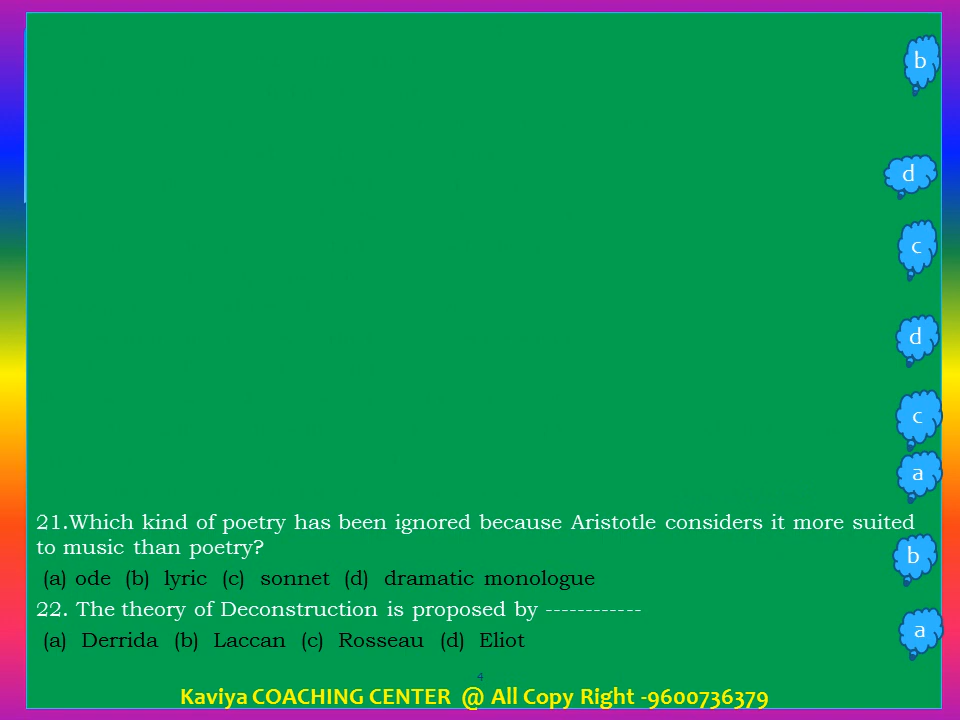 b
d
c
d
c
a
21.Which kind of poetry has been ignored because Aristotle considers it more suited
to music than poetry?
b
(a) ode (b) lyric (c) sonnet (d) dramatic monologue
22. The theory of Deconstruction is proposed by ------------
a
(a) Derrida (b) Laccan (c) Rosseau (d) Eliot
4
Kaviya COACHING CENTER @ All Copy Right -9600736379